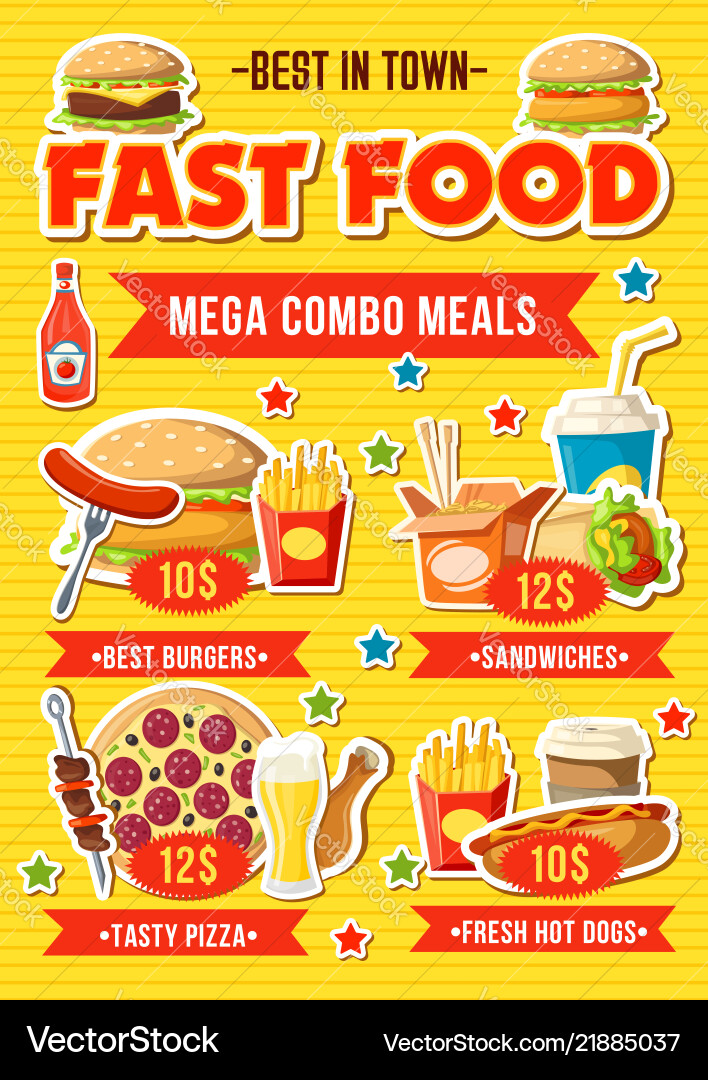 -BEST IN TOWN-
FAST FOOD
MEGA COMBO MEALS
10$
12$
•BEST BURGERS•
•SANDWICHES•
12$
10$
•TASTY PIZZA•
•FRESH HOT DOGS•
VectorStock®
VectorStock.com/21885037